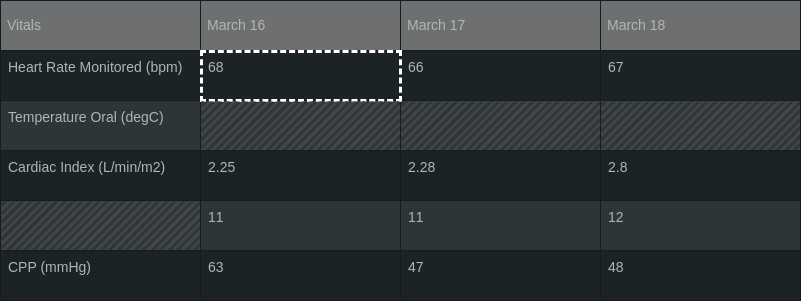 Vitals March 16 March 17 March 18
Heart Rate Monitored (bpm) 68 66 67
Temperature Oral (degC)
Cardiac Index (L/min/m2) 2.25 2.28 2.8
11 11 12
CPP (mmHg) 63 47 48